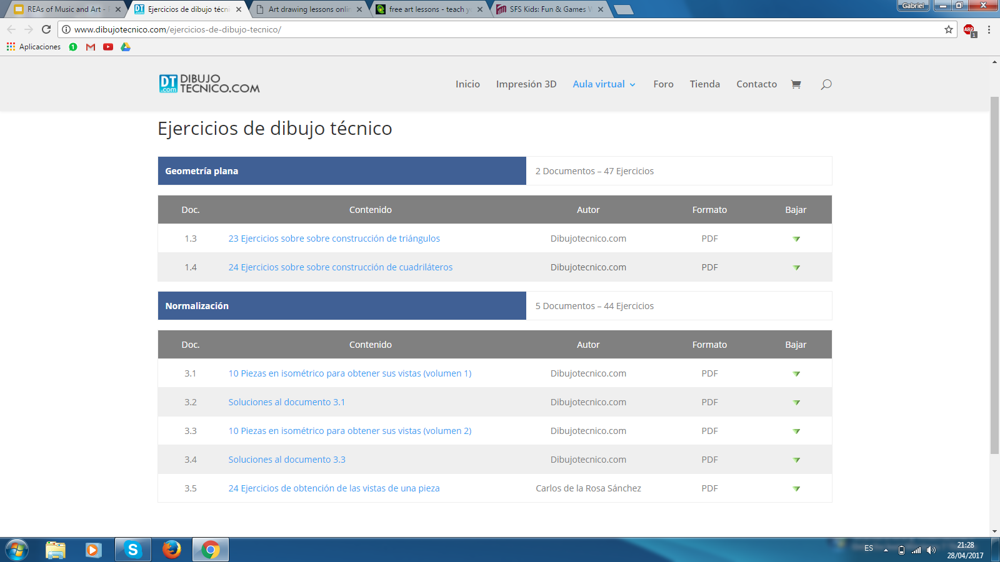 REAs of Music and Art -
Ejercicios de dibujo técni
Art drawing lessons onlin
free art lessons - teach y
SFS Kids: Fun & Games
Gabriel
www.dibujotecnico.com/ejercicios-de-dibujo-tecnico/
ABP
1
Aplicaciones
1
DT
.com
DIBUJO
TECNICO.COM
Inicio
Impresión 3D
Aula virtual
Foro
Tienda
Contacto
Ejercicios de dibujo técnico
Geometría plana
2 Documentos – 47 Ejercicios
Doc. Contenido Autor Formato Bajar
1.3 23 Ejercicios sobre sobre construcción de triángulos Dibujotecnico.com PDF
1.4 24 Ejercicios sobre sobre construcción de cuadriláteros Dibujotecnico.com PDF
Normalización
5 Documentos – 44 Ejercicios
Doc. Contenido Autor Formato Bajar
3.1 10 Piezas en isométrico para obtener sus vistas (volumen 1) Dibujotecnico.com PDF
3.2 Soluciones al documento 3.1 Dibujotecnico.com PDF
3.3 10 Piezas en isométrico para obtener sus vistas (volumen 2) Dibujotecnico.com PDF
3.4 Soluciones al documento 3.3 Dibujotecnico.com PDF
3.5 24 Ejercicios de obtención de las vistas de una pieza Carlos de la Rosa Sánchez PDF
ES
21:28
28/04/2017